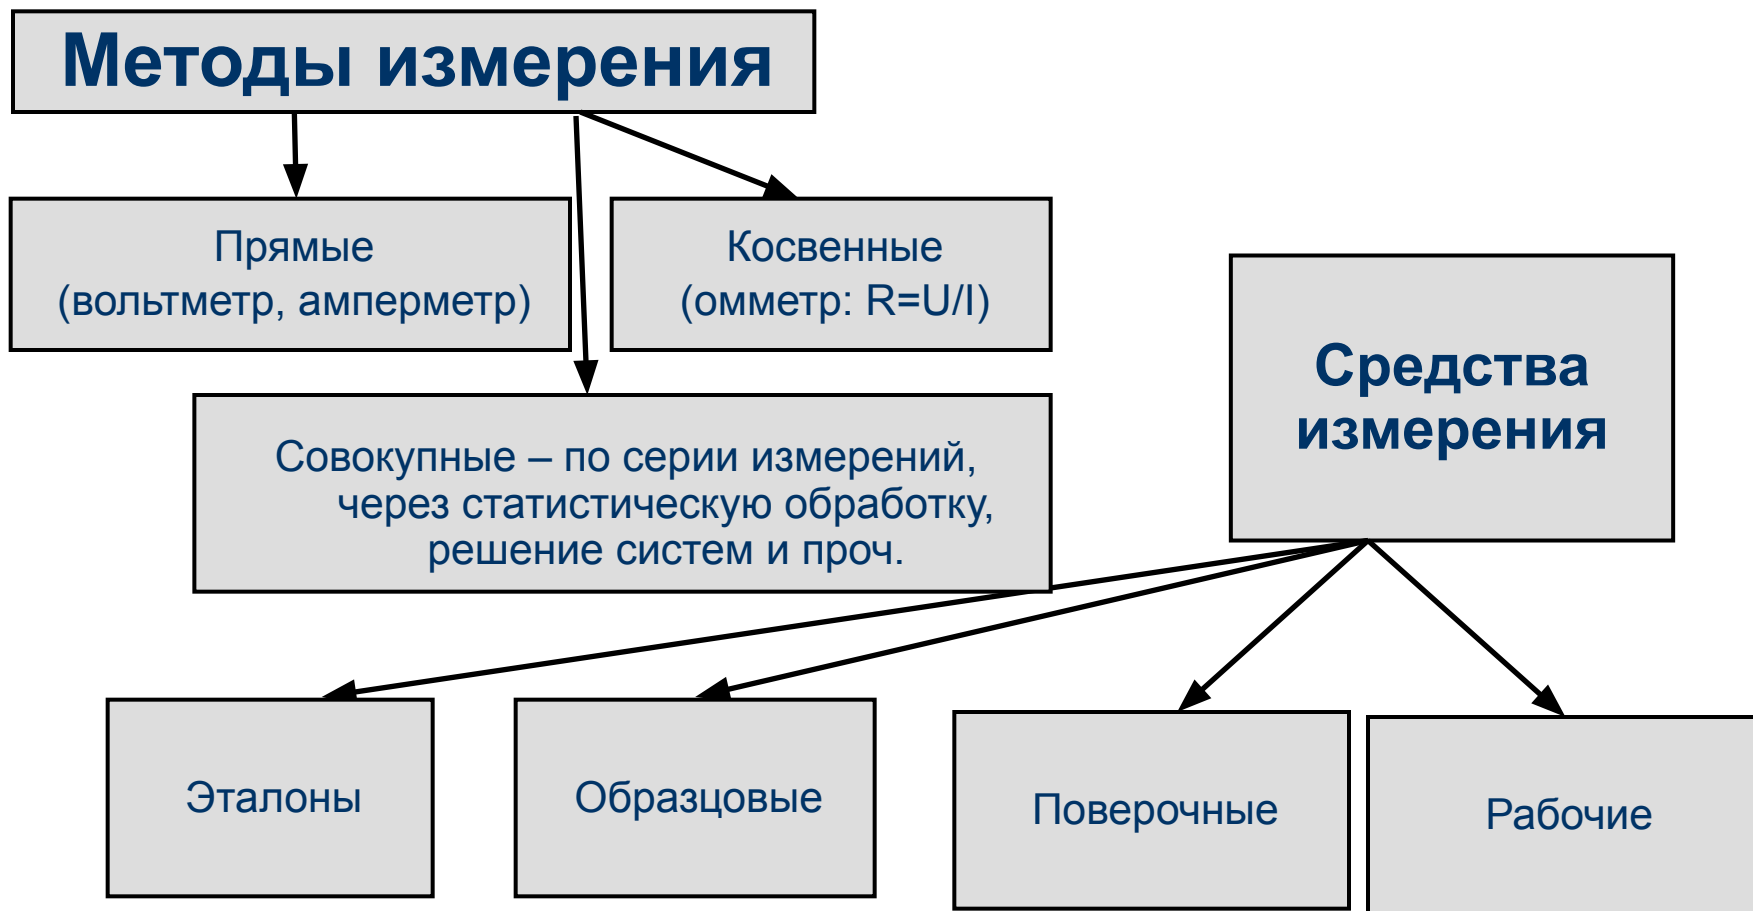 Методы измерения
Прямые
(вольтметр, амперметр)
Косвенные
(омметр: R=U/I)
Совокупные – по серии измерений,
через статистическую обработку,
решение систем и проч.
Средства
измерения
Эталоны
Образцовые
Поверочные
Рабочие